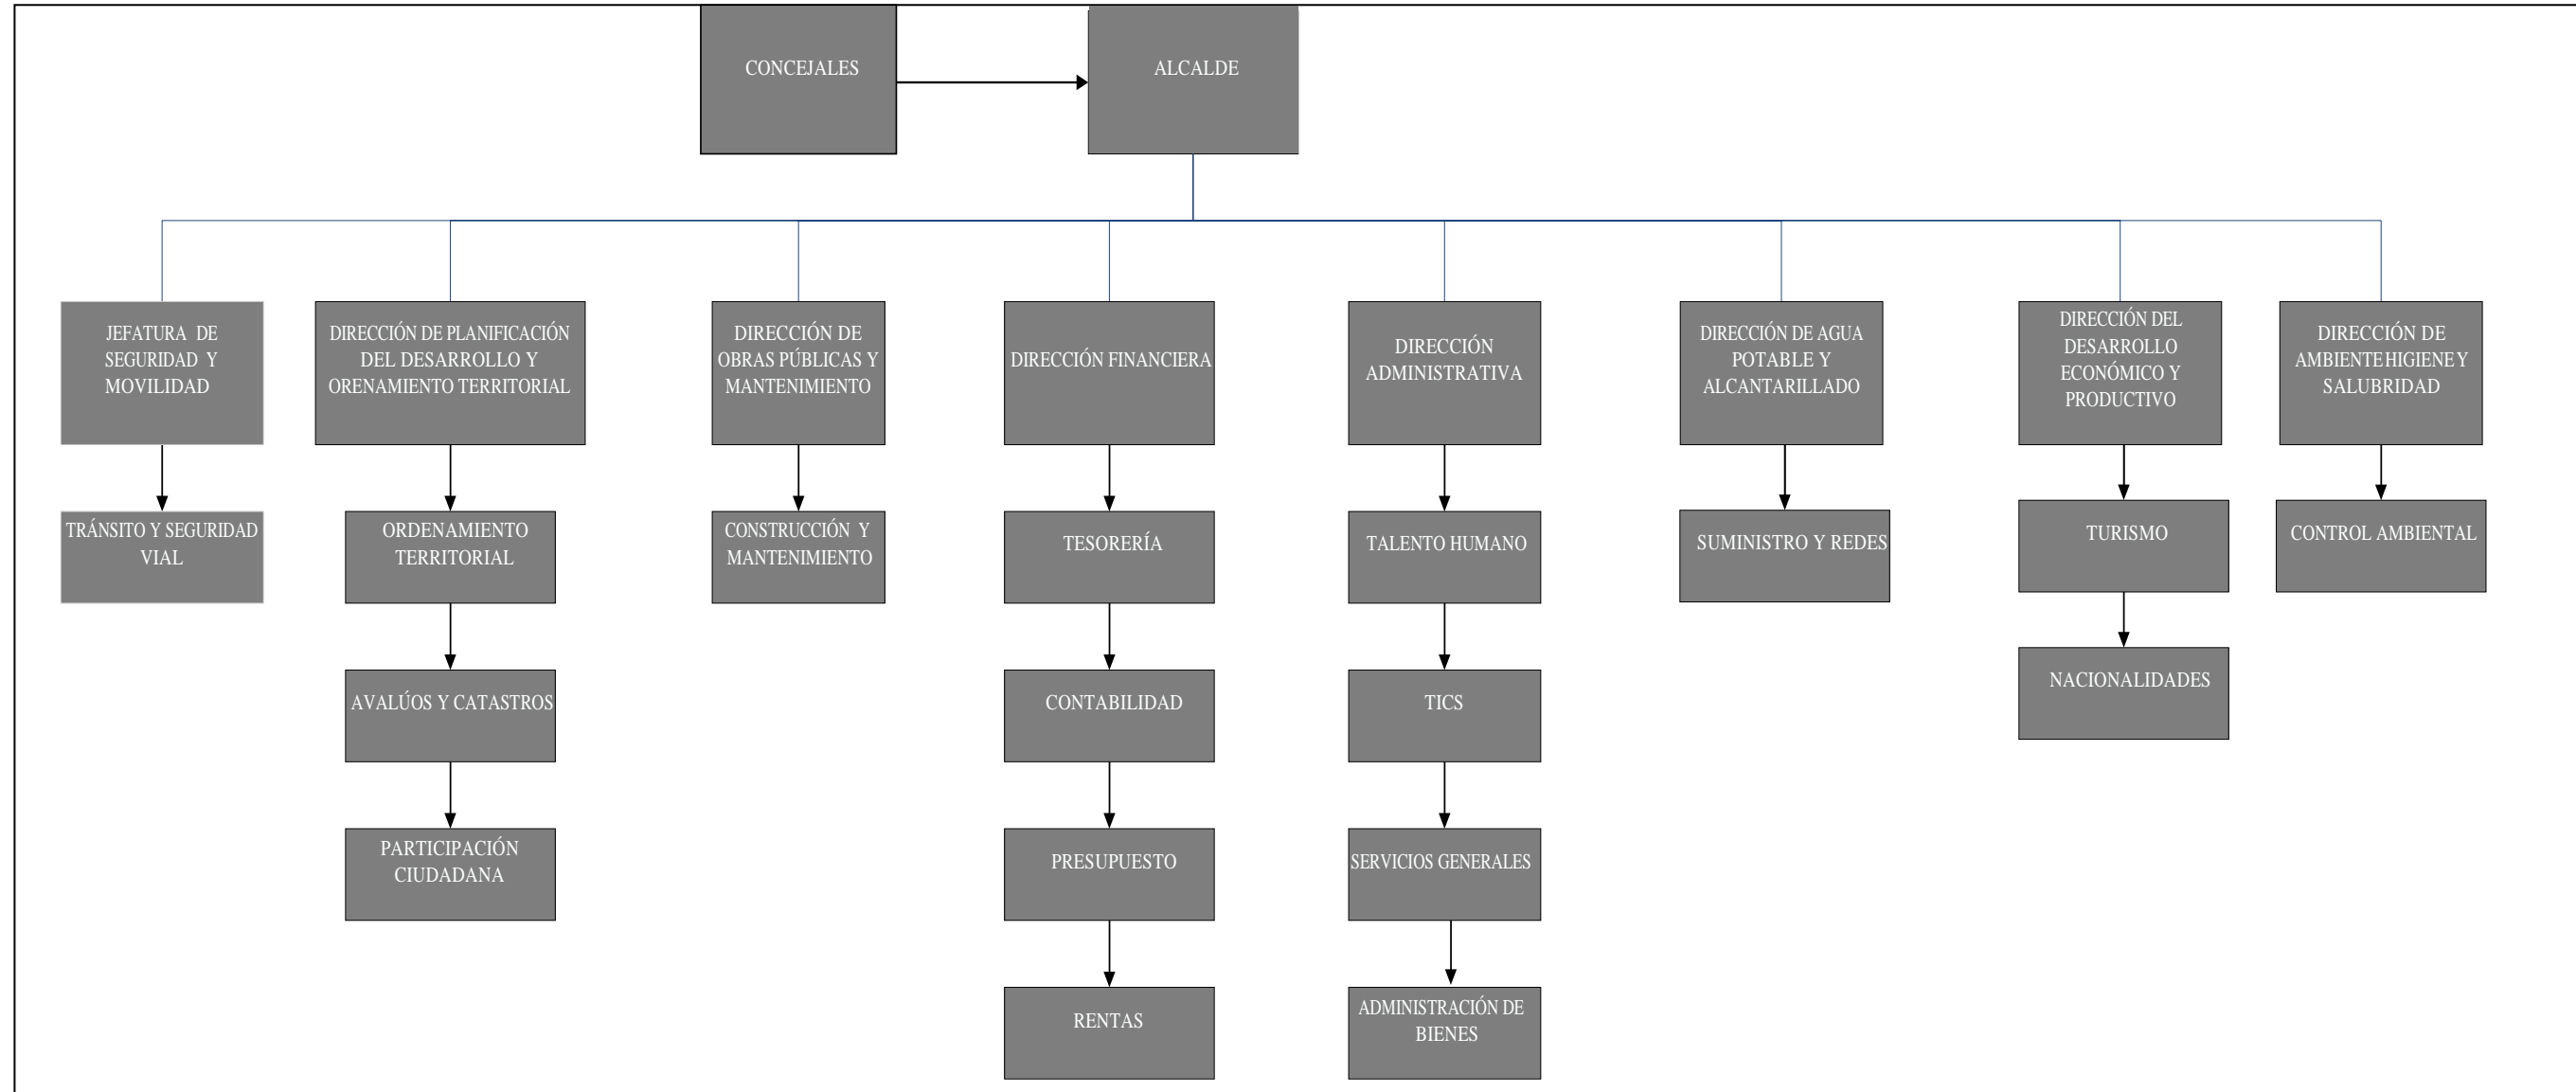 CONCEJALES
ALCALDE
JEFATURA DE
SEGURIDAD Y
MOVILIDAD
DIRECCIÓN DE PLANIFICACIÓN
DEL DESARROLLO Y
ORENAMIENTO TERRITORIAL
DIRECCIÓN DE
OBRAS PÚBLICAS Y
MANTENIMIENTO
DIRECCIÓN FINANCIERA
DIRECCIÓN
ADMINISTRATIVA
DIRECCIÓN DE AGUA
POTABLE Y
ALCANTARILLADO
DIRECCIÓN DEL
DESARROLLO
ECONÓMICO Y
PRODUCTIVO
DIRECCIÓN DE
AMBIENTE HIGIENE Y
SALUBRIDAD
TRÁNSITO Y SEGURIDAD
VIAL
ORDENAMIENTO
TERRITORIAL
CONSTRUCCIÓN Y
MANTENIMIENTO
TESORERÍA
TALENTO HUMANO
SUMINISTRO Y REDES
TURISMO
CONTROL AMBIENTAL
AVALÚOS Y CATASTROS
CONTABILIDAD
TICS
NACIONALIDADES
PARTICIPACIÓN
CIUDADANA
PRESUPUESTO
SERVICIOS GENERALES
RENTAS
ADMINISTRACIÓN DE
BIENES